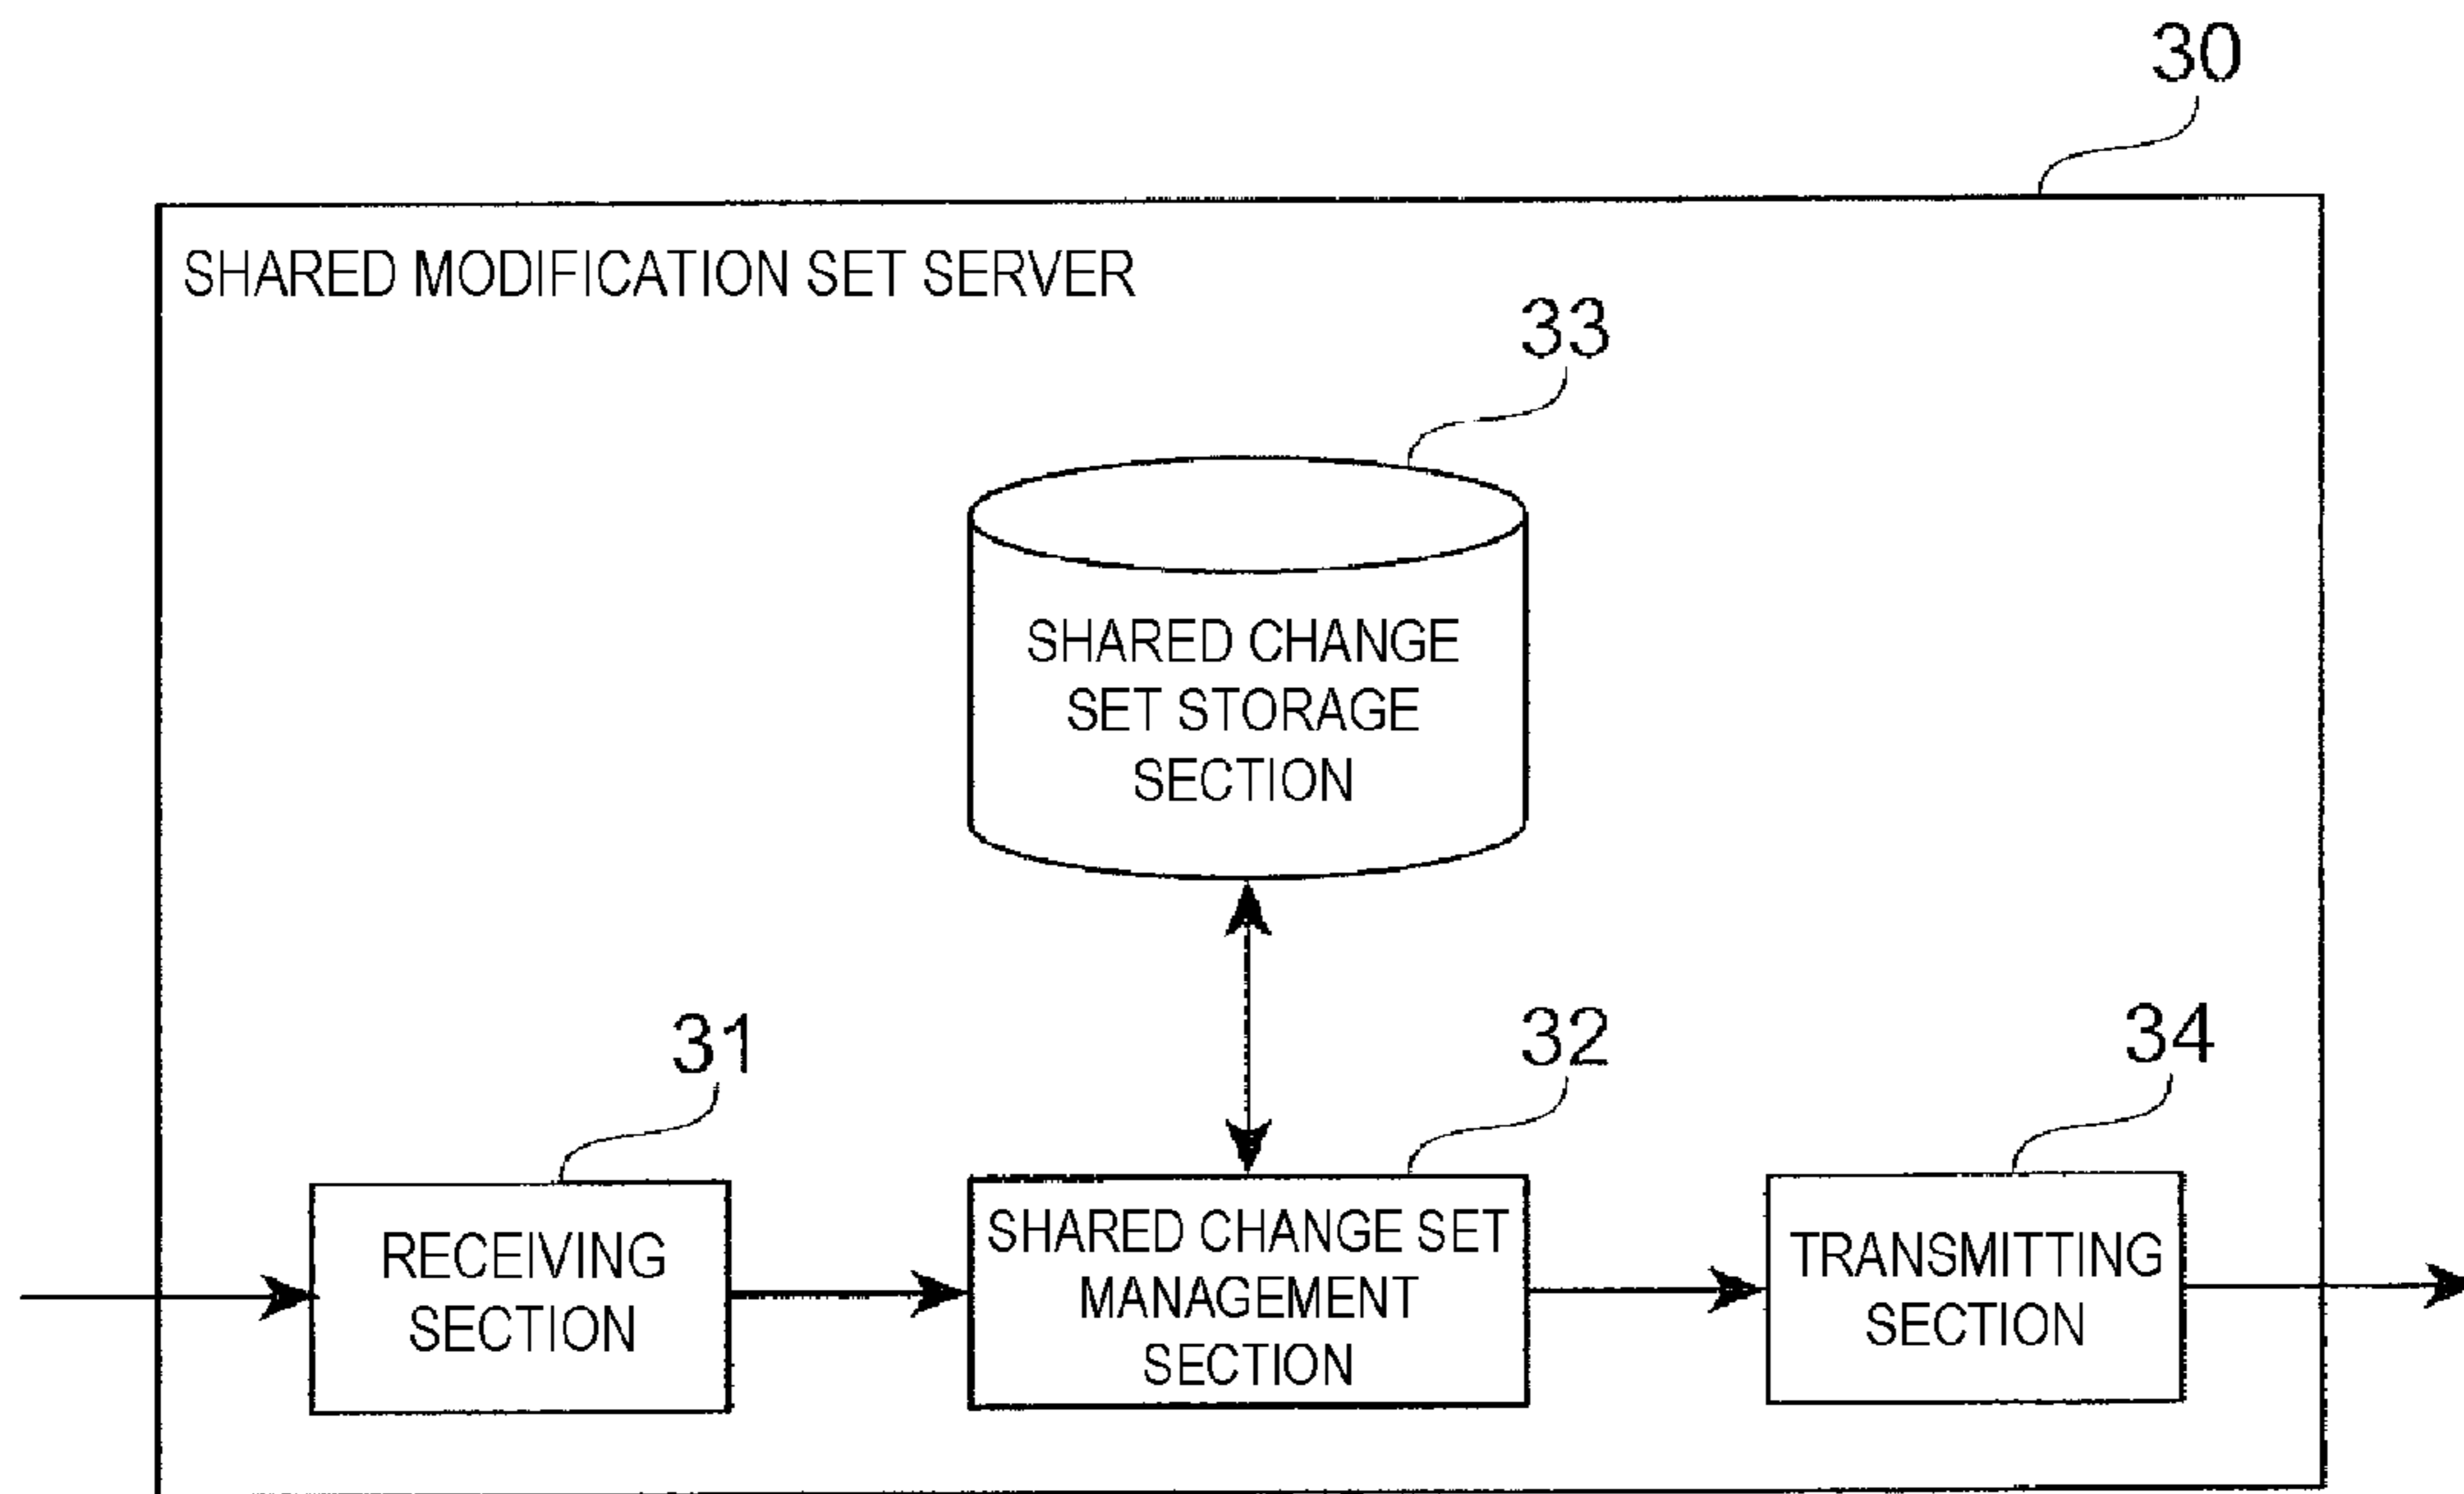 30
SHARED MODIFICATION SET SERVER
33
SHARED CHANGE
SET STORAGE
SECTION
31
32
34
RECEIVING
SECTION
SHARED CHANGE SET
MANAGEMENT
SECTION
TRANSMITTING
SECTION